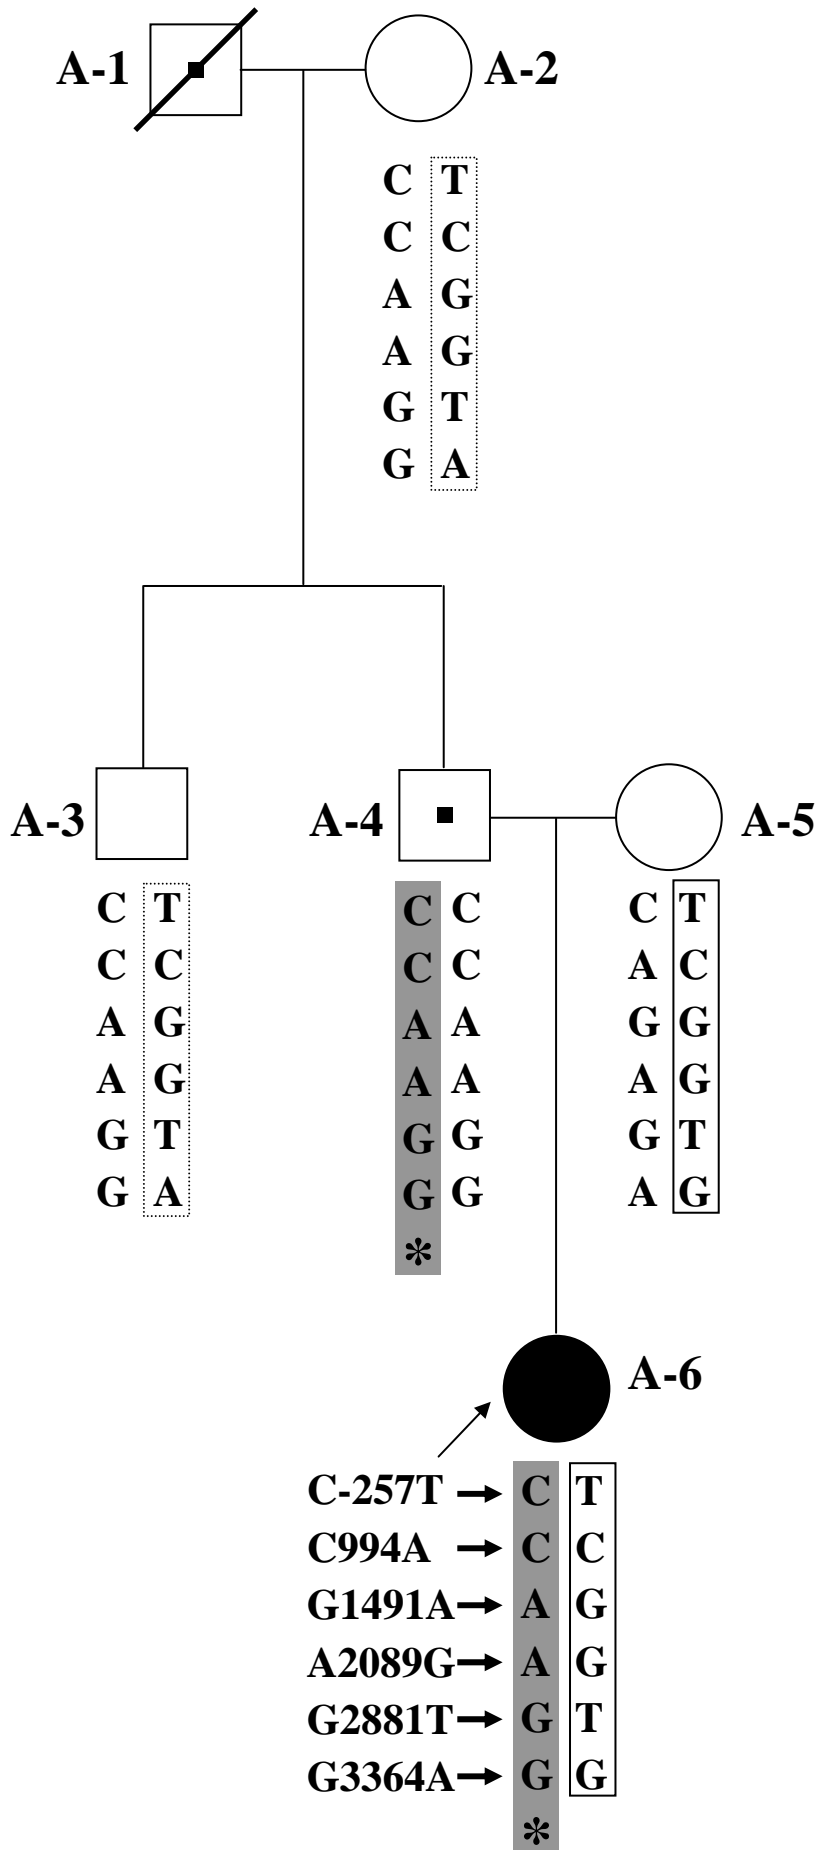 A-1 A-2
C T
C C
A G
A G
G T
G A
A-3 A-4 A-5
C T C C C T
C C C C A C
A G A A G G
A G A A A G
G T G G G T
G A G G A G
*
A-6
C-257T C T
C994A C C
G1491A A G
A2089G A G
G2881T G T
G3364A G G
*